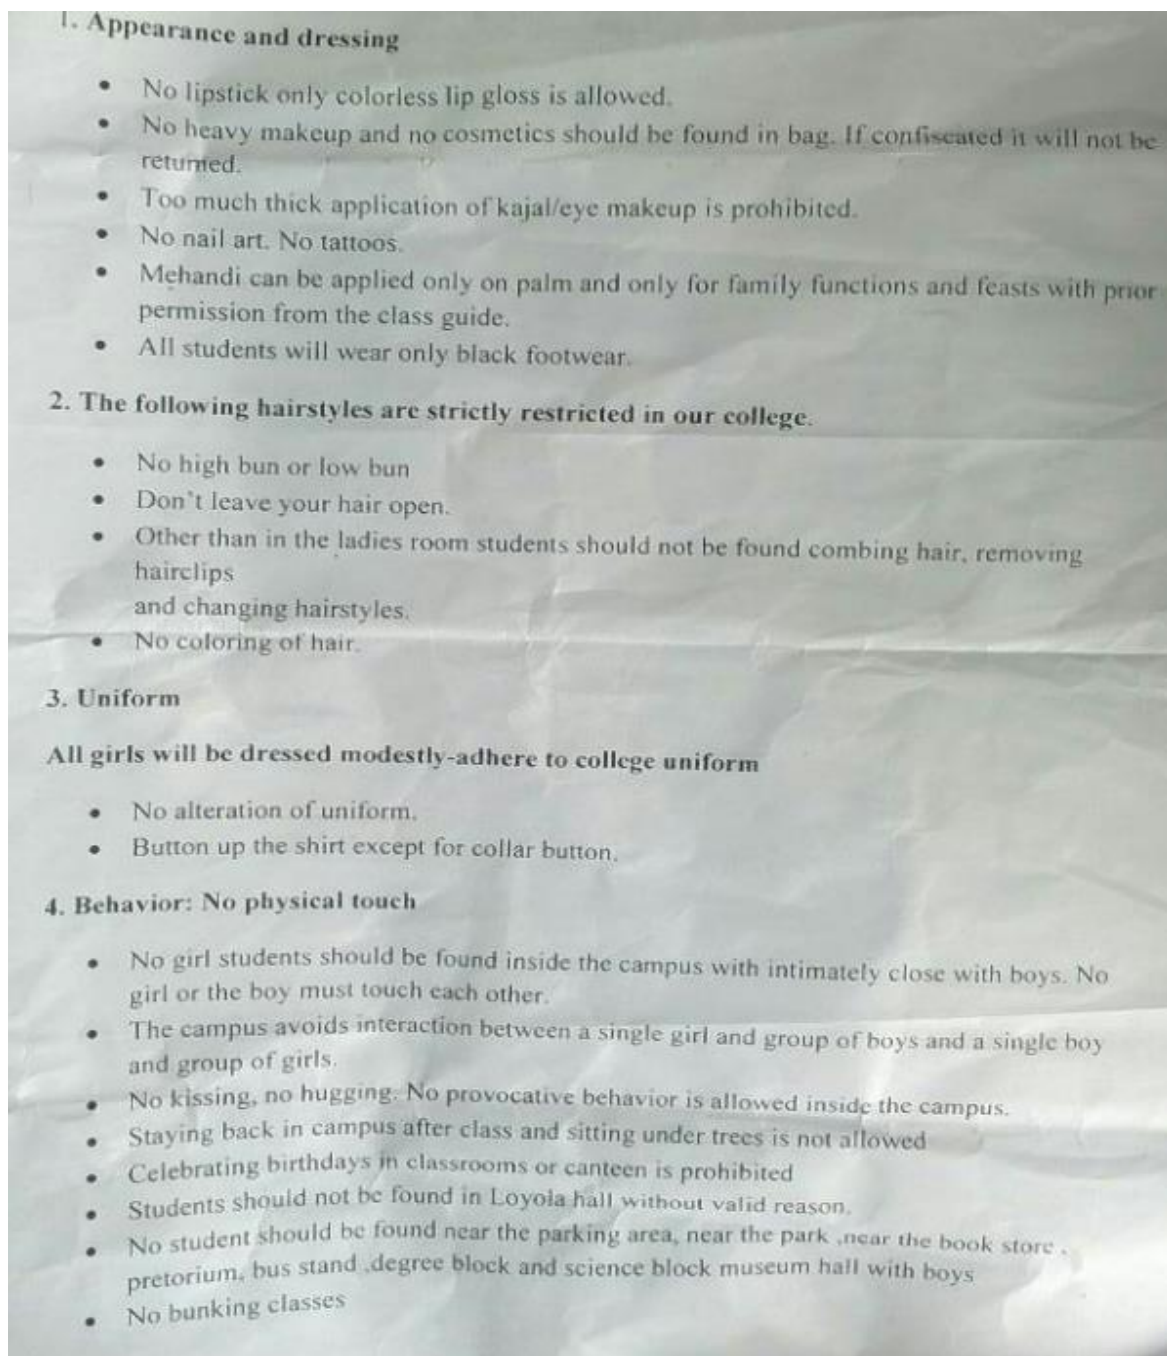 1. Appearance and dressing
• No lipstick only colorless lip gloss is allowed.
• No heavy makeup and no cosmetics should be found in bag. If confiscated it will not be
returned.
• Too much thick application of kajal/eye makeup is prohibited.
• No nail art. No tattoos.
• Mehandi can be applied only on palm and only for family functions and feasts with prior
permission from the class guide.
• All students will wear only black footwear.
2. The following hairstyles are strictly restricted in our college.
• No high bun or low bun
• Don't leave your hair open.
• Other than in the ladies room students should not be found combing hair, removing
hairclips
and changing hairstyles.
• No coloring of hair.
3. Uniform
All girls will be dressed modestly-adhere to college uniform
• No alteration of uniform.
• Button up the shirt except for collar button.
4. Behavior: No physical touch
• No girl students should be found inside the campus with intimately close with boys. No
girl or the boy must touch each other.
• The campus avoids interaction between a single girl and group of boys and a single boy
and group of girls.
• No kissing, no hugging. No provocative behavior is allowed inside the campus.
• Staying back in campus after class and sitting under trees is not allowed
• Celebrating birthdays in classrooms or canteen is prohibited
• Students should not be found in Loyola hall without valid reason.
• No student should be found near the parking area, near the park ,near the book store ,
pretorium, bus stand ,degree block and science block museum hall with boys
• No bunking classes